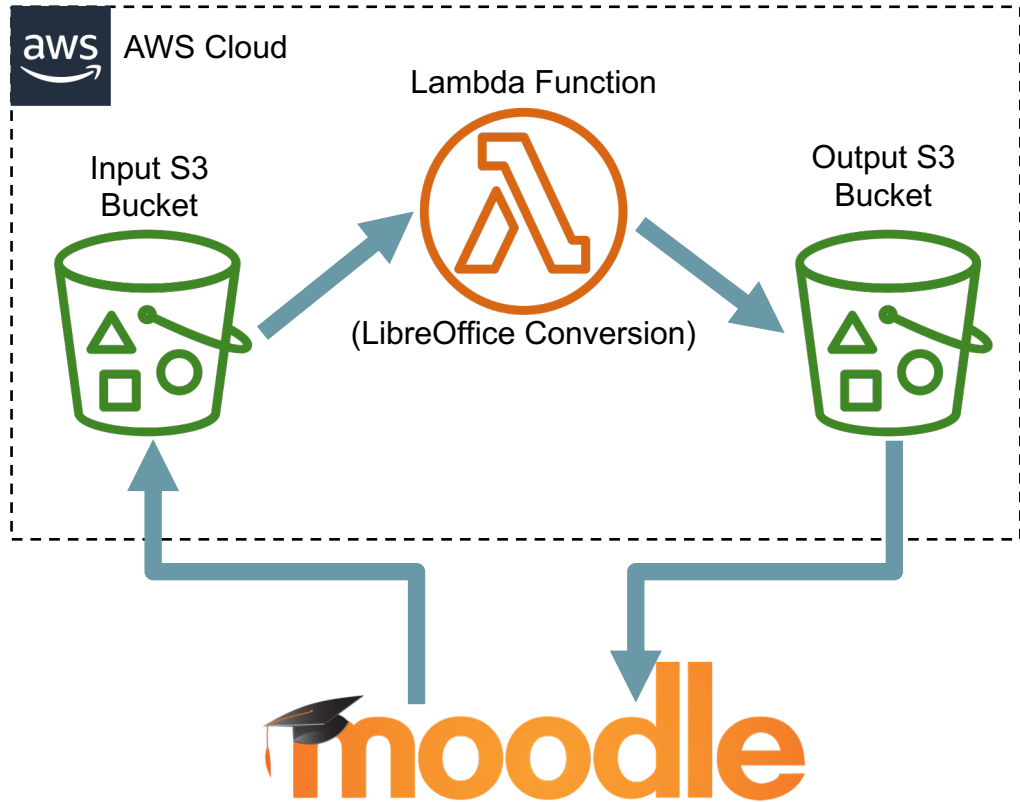 aws
AWS Cloud
Lambda Function
Input S3
Bucket
Output S3
Bucket
(LibreOffice Conversion)
moodle